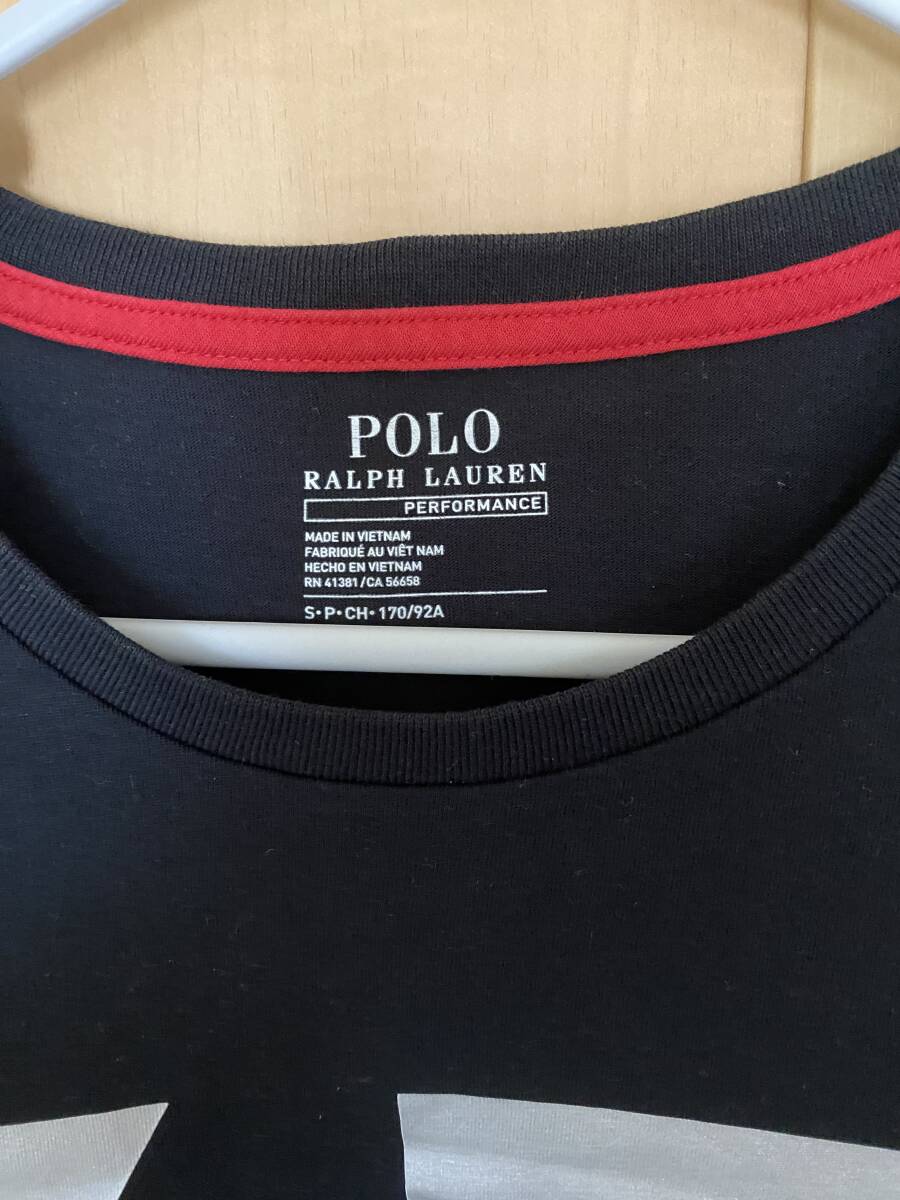 POLO
RALPH LAUREN
PERFORMANCE
MADE IN VIETNAM
FABRIQUÉ AU VIÊT NAM
HECHO EN VIETNAM
RN 41381/CA 56658
S•P•CH•170/92A